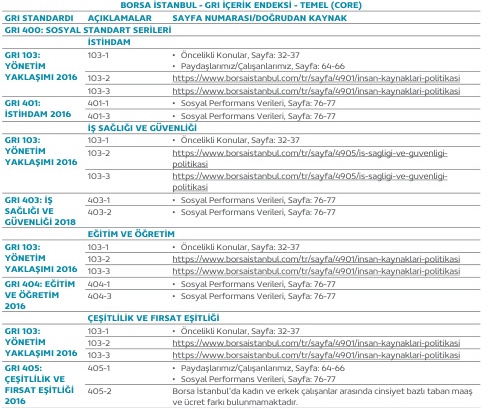 BORSA İSTANBUL - GRI İÇERİK ENDEKSİ - TEMEL (CORE)
GRI STANDARDI AÇIKLAMALAR SAYFA NUMARASI/DOĞRUDAN KAYNAK
GRI 400: SOSYAL STANDART SERİLERİ
İSTİHDAM
GRI 103: 103-1 • Öncelikli Konular, Sayfa: 32-37
YÖNETİM • Paydaşlarımız/Çalışanlarımız, Sayfa: 64-66
YAKLAŞIMI 2016 103-2 https://www.borsaistanbul.com/tr/sayfa/4901/insan-kaynaklari-politikasi
103-3 https://www.borsaistanbul.com/tr/sayfa/4901/insan-kaynaklari-politikasi
GRI 401: 401-1 • Sosyal Performans Verileri, Sayfa: 76-77
İSTİHDAM 2016 401-3 • Sosyal Performans Verileri, Sayfa: 76-77
İŞ SAĞLIĞI VE GÜVENLİĞİ
GRI 103: 103-1 • Öncelikli Konular, Sayfa: 32-37
YÖNETİM 103-2 https://www.borsaistanbul.com/tr/sayfa/4905/is-sagligi-ve-guvenligi-
YAKLAŞIMI 2016 politikasi
103-3 https://www.borsaistanbul.com/tr/sayfa/4905/is-sagligi-ve-guvenligi-
politikasi
GRI 403: İŞ 403-1 • Sosyal Performans Verileri, Sayfa: 76-77
SAĞLIĞI VE 403-2 • Sosyal Performans Verileri, Sayfa: 76-77
GÜVENLİĞİ 2018
EĞİTİM VE ÖĞRETİM
GRI 103: 103-1 • Öncelikli Konular, Sayfa: 32-37
YÖNETİM 103-2 https://www.borsaistanbul.com/tr/sayfa/4901/insan-kaynaklari-politikasi
YAKLAŞIMI 2016 103-3 https://www.borsaistanbul.com/tr/sayfa/4901/insan-kaynaklari-politikasi
GRI 404: EĞİTİM 404-1 • Sosyal Performans Verileri, Sayfa: 76-77
VE ÖĞRETİM 404-3 • Sosyal Performans Verileri, Sayfa: 76-77
2016
ÇEŞİTLİLİK VE FIRSAT EŞİTLİĞİ
GRI 103: 103-1 • Öncelikli Konular, Sayfa: 32-37
YÖNETİM 103-2 https://www.borsaistanbul.com/tr/sayfa/4901/insan-kaynaklari-politikasi
YAKLAŞIMI 2016 103-3 https://www.borsaistanbul.com/tr/sayfa/4901/insan-kaynaklari-politikasi
GRI 405: 405-1 • Paydaşlarımız/Çalışanlarımız, Sayfa: 64-66
ÇEŞİTLİLİK VE • Sosyal Performans Verileri, Sayfa: 76-77
FIRSAT EŞİTLİĞİ 405-2 Borsa İstanbul'da kadın ve erkek çalışanlar arasında cinsiyet bazlı taban maaş
2016 ve ücret farkı bulunmamaktadır.